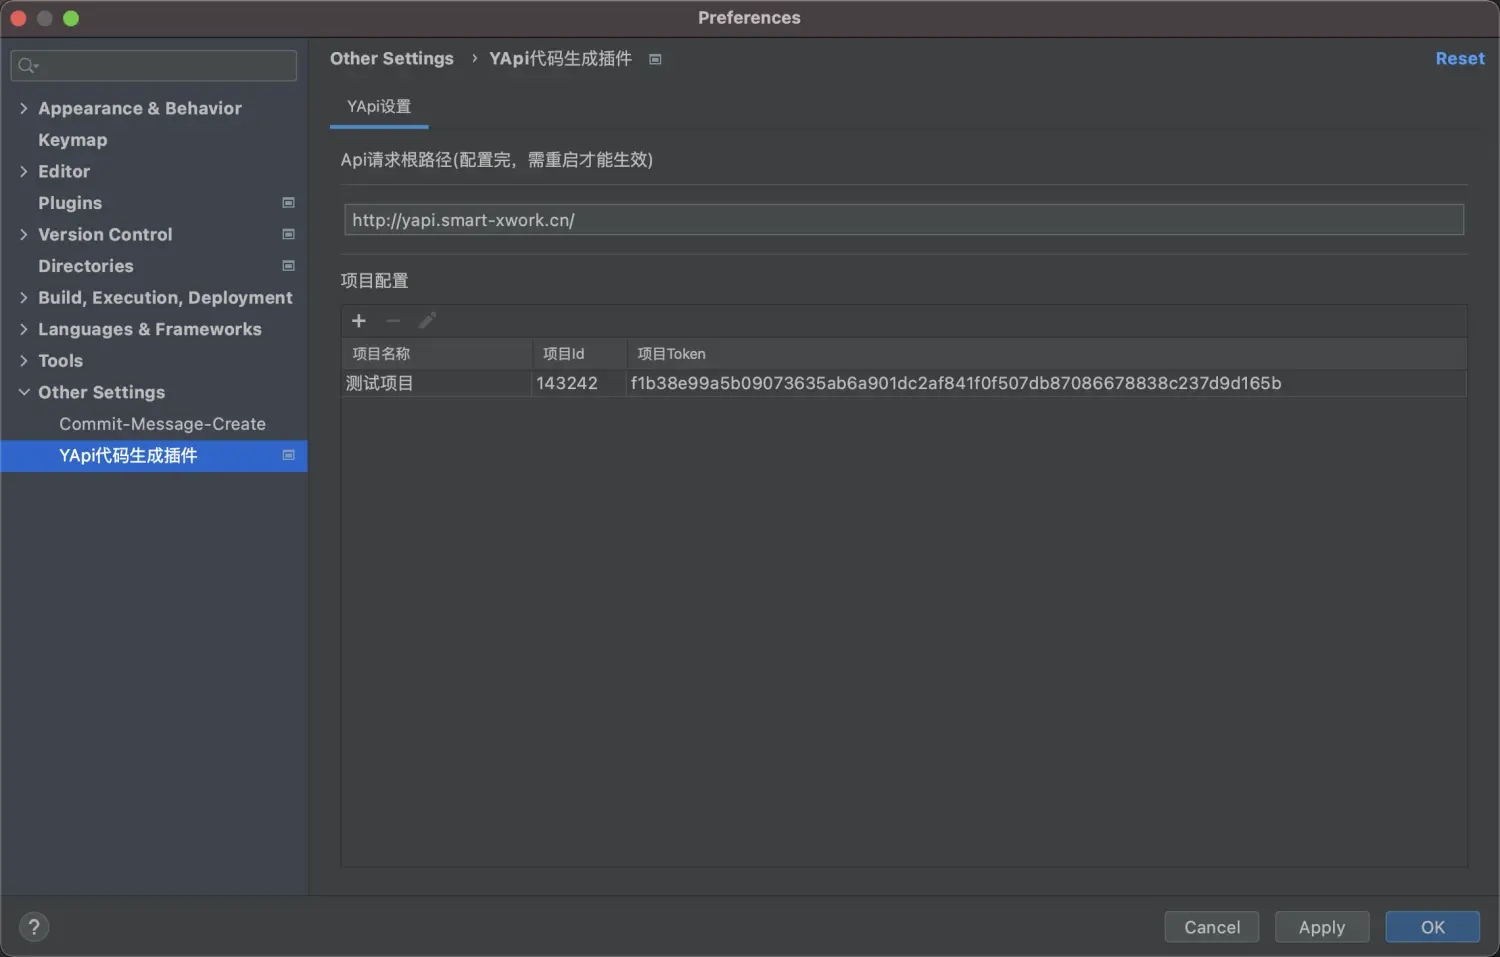 Preferences
Other Settings › YApi代码生成插件
Reset
Appearance & Behavior
Keymap
Editor
Plugins
Version Control
Directories
Build, Execution, Deployment
Languages & Frameworks
Tools
Other Settings
Commit-Message-Create
YApi代码生成插件
YApi设置
Api请求根路径(配置完，需重启才能生效)
http://yapi.smart-xwork.cn/
项目配置
项目名称 项目Id 项目Token
测试项目 143242 f1b38e99a5b09073635ab6a901dc2af841f0f507db87086678838c237d9d165b
?
Cancel Apply OK